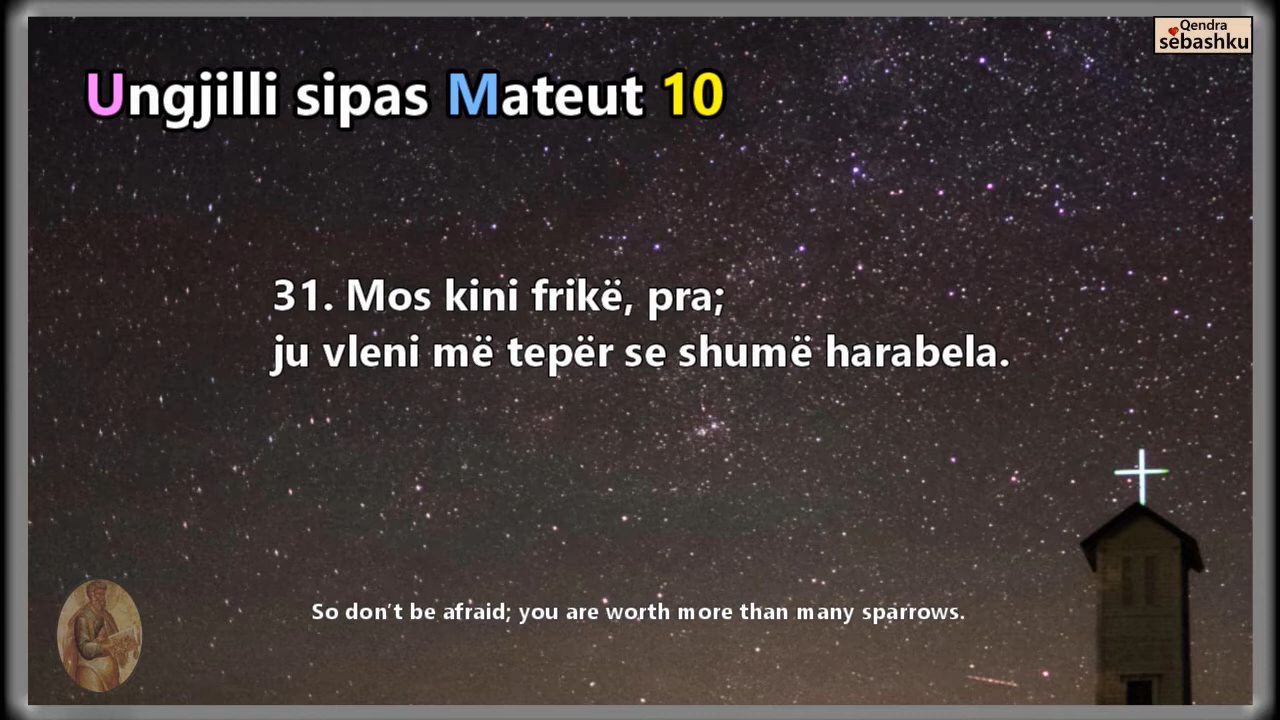 Qendra
sebashku
Ungjilli sipas Mateut 10
31. Mos kini frikë, pra;
ju vleni më tepër se shumë harabela.
So don't be afraid; you are worth more than many sparrows.